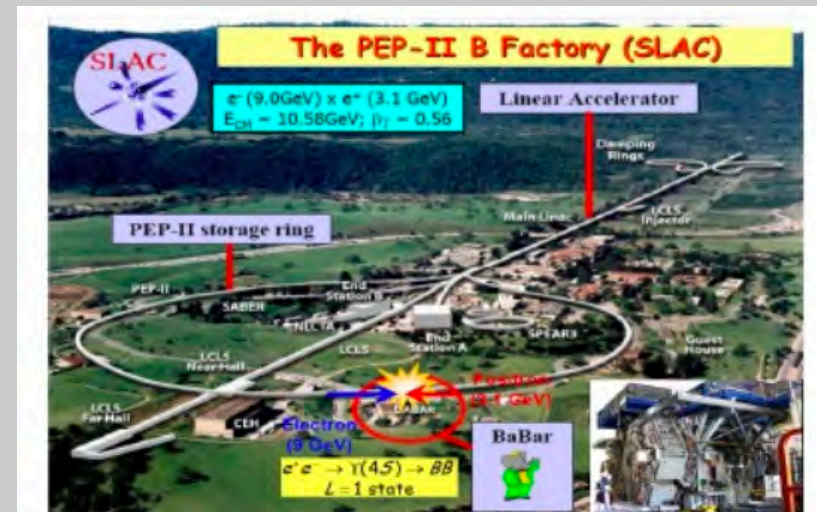 SLAC
The PEP-II B Factory (SLAC)
e⁻ (9.0GeV) x e⁺ (3.1 GeV)
E_CM = 10.58GeV; βγ = 0.56
Linear Accelerator
Damping
Rings
Main Linac
LCLS
Injector
PEP-II storage ring
PEP-II
SABER
End
Station B
NLCTA
LCLS
End
Station A
SPEAR3
Guest
House
LCLS
Near Hall
LCLS
Far Hall
CEH
BABAR
Positron
(3.1 GeV)
Electron
(9 GeV)
BaBar
e⁺e⁻ → Υ(4S) → BB
L = 1 state